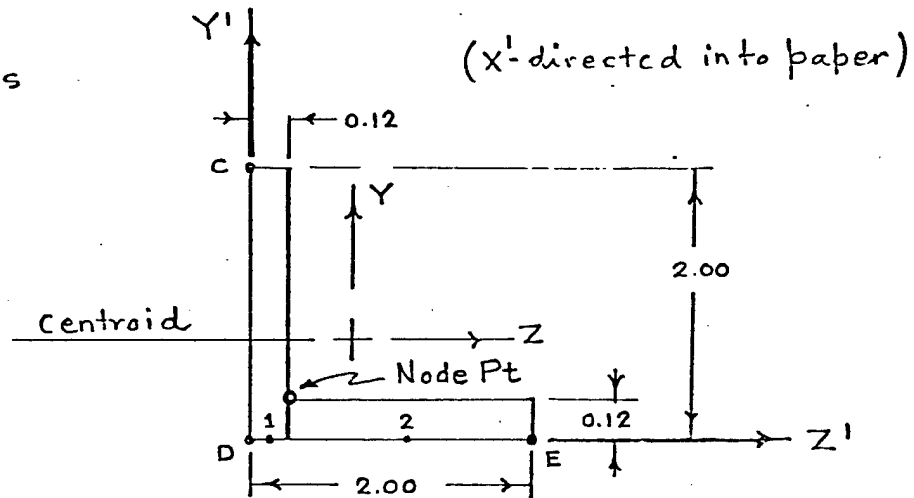 Y'
(X'-directed into paper)
s
0.12
C
Y
2.00
Centroid
Z
Node Pt
1
2
0.12
D
E
Z'
2.00